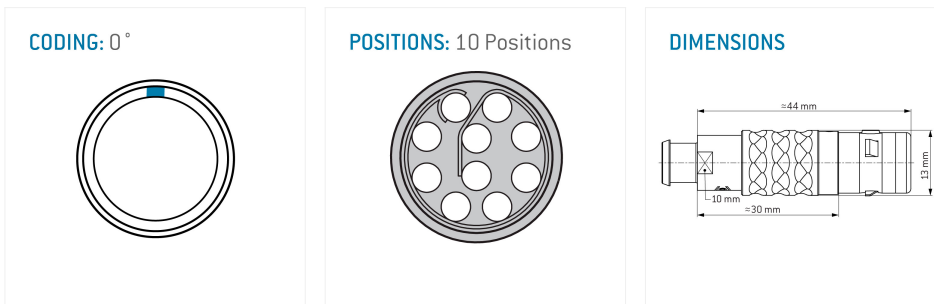 CODING: 0°
POSITIONS: 10 Positions
DIMENSIONS
≈44 mm
13 mm
10 mm
≈30 mm